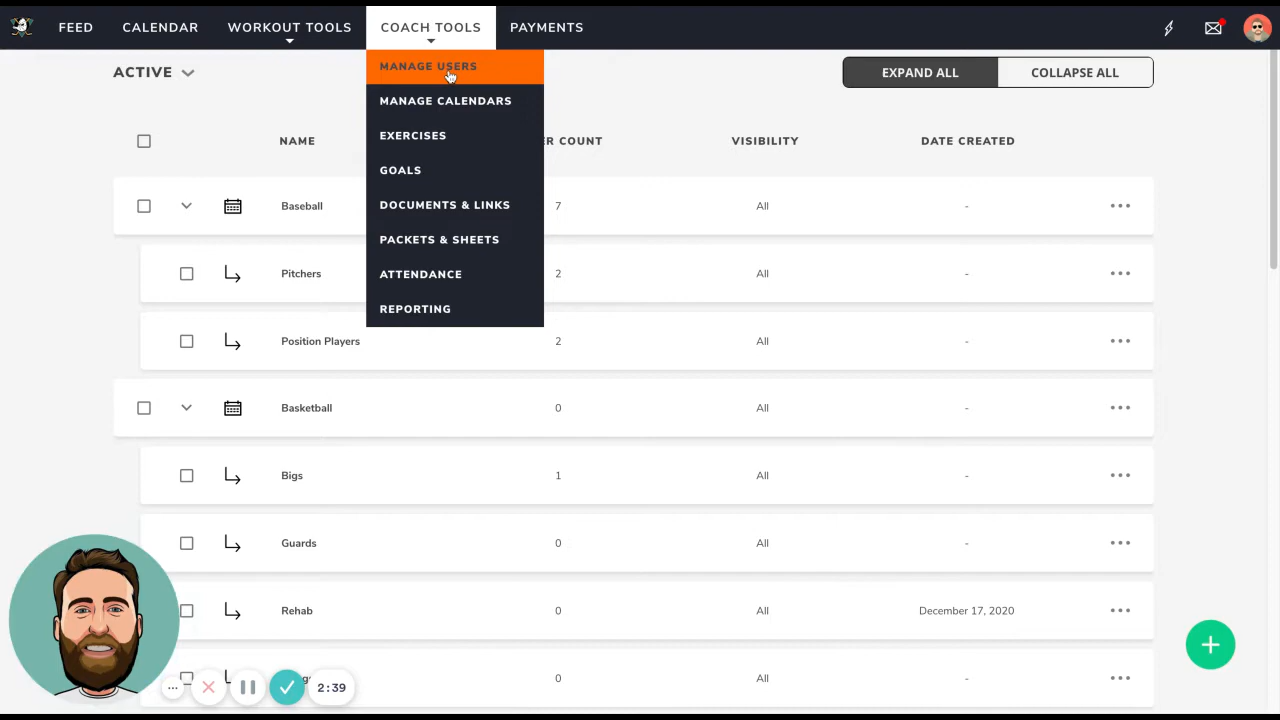 FEED
CALENDAR
WORKOUT TOOLS
COACH TOOLS
PAYMENTS
MANAGE USERS
MANAGE CALENDARS
EXERCISES
GOALS
DOCUMENTS & LINKS
PACKETS & SHEETS
ATTENDANCE
REPORTING
ACTIVE
EXPAND ALL
COLLAPSE ALL
NAME
COUNT
VISIBILITY
DATE CREATED
Baseball 7 All -
Pitchers 2 All -
Position Players 2 All -
Basketball 0 All -
Bigs 1 All -
Guards 0 All -
Rehab 0 All December 17, 2020
0 All -
2:39